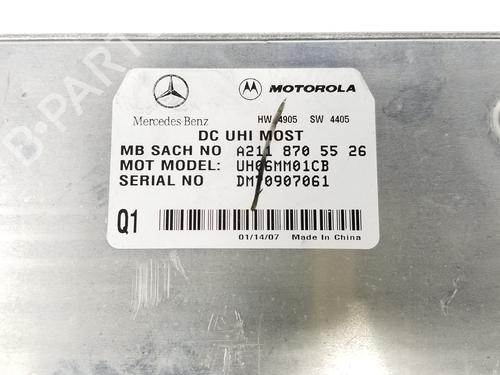 MOTOROLA
Mercedes Benz HW 4905 SW 4405
DC UHI MOST
MB SACH NO A211 870 55 26
MOT MODEL: UH06MM01CB
SERIAL NO DM70907061
Q1
01/14/07 Made In China